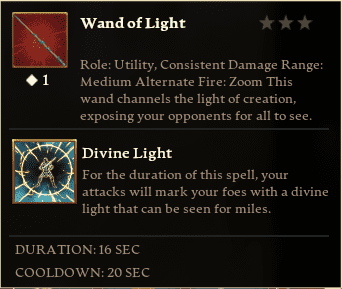 Wand of Light
1
Role: Utility, Consistent Damage Range:
Medium Alternate Fire: Zoom This
wand channels the light of creation,
exposing your opponents for all to see.
Divine Light
For the duration of this spell, your
attacks will mark your foes with a divine
light that can be seen for miles.
DURATION: 16 SEC
COOLDOWN: 20 SEC